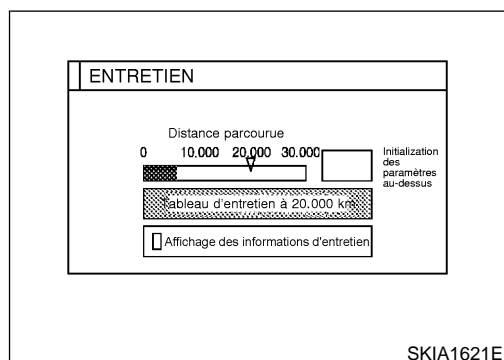 ENTRETIEN
Distance parcourue
0 10.000 20.000 30.000
Initialization
des
paramètres
au-dessus
Tableau d'entretien à 20.000 km
Affichage des informations d'entretien
SKIA1621E